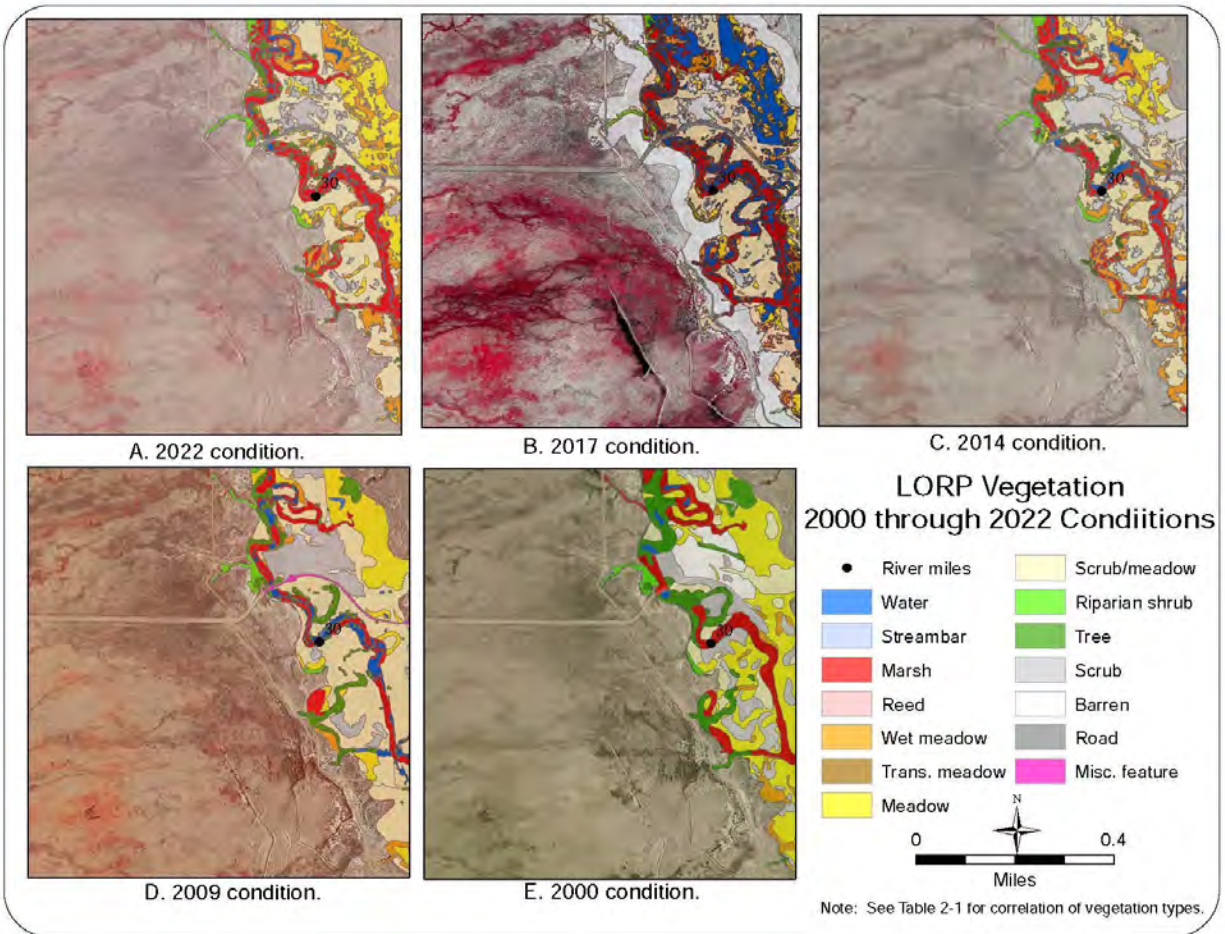 30
30
30
A. 2022 condition.
B. 2017 condition.
C. 2014 condition.
30
30
D. 2009 condition.
E. 2000 condition.
LORP Vegetation
2000 through 2022 Condiitions
River miles
Water
Streambar
Marsh
Reed
Wet meadow
Trans. meadow
Meadow
Scrub/meadow
Riparian shrub
Tree
Scrub
Barren
Road
Misc. feature
N
0 0.4
Miles
Note: See Table 2-1 for correlation of vegetation types.